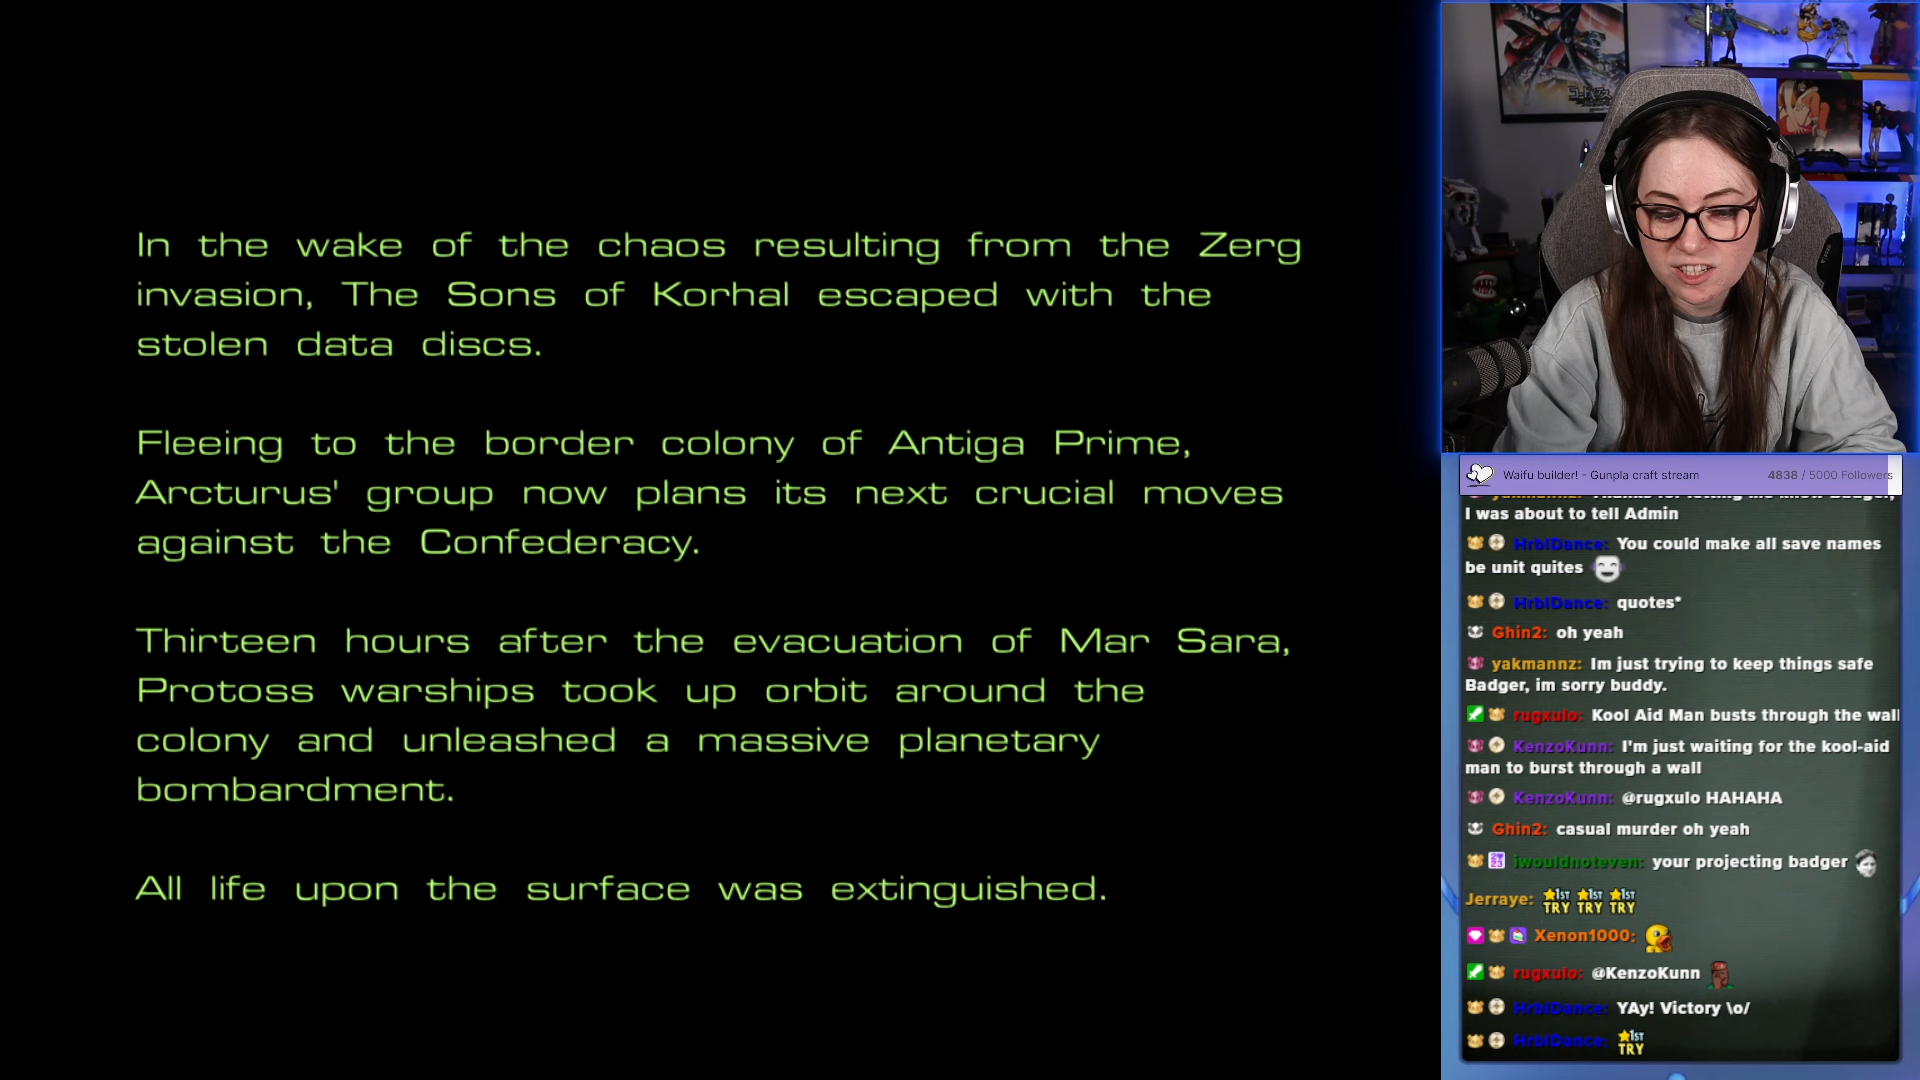 In the wake of the chaos resulting from the Zerg
invasion, The Sons of Korhal escaped with the
stolen data discs.
Fleeing to the border colony of Antiga Prime,
Arcturus' group now plans its next crucial moves
against the Confederacy.
Thirteen hours after the evacuation of Mar Sara,
Protoss warships took up orbit around the
colony and unleashed a massive planetary
bombardment.
All life upon the surface was extinguished.
Waifu builder! - Gunpla craft stream 4838 / 5000 Followers
I was about to tell Admin
HrblDance: You could make all save names
be unit quites
HrblDance: quotes*
Ghin2: oh yeah
yakmannz: Im just trying to keep things safe
Badger, im sorry buddy.
rugxulo: Kool Aid Man busts through the wall
KenzoKunn: I'm just waiting for the kool-aid
man to burst through a wall
KenzoKunn: @rugxulo HAHAHA
Ghin2: casual murder oh yeah
iwouldnoteven: your projecting badger
Jerraye: 1ST TRY 1ST TRY 1ST TRY
Xenon1000:
rugxulo: @KenzoKunn
HrblDance: YAy! Victory \o/
HrblDance: 1ST TRY